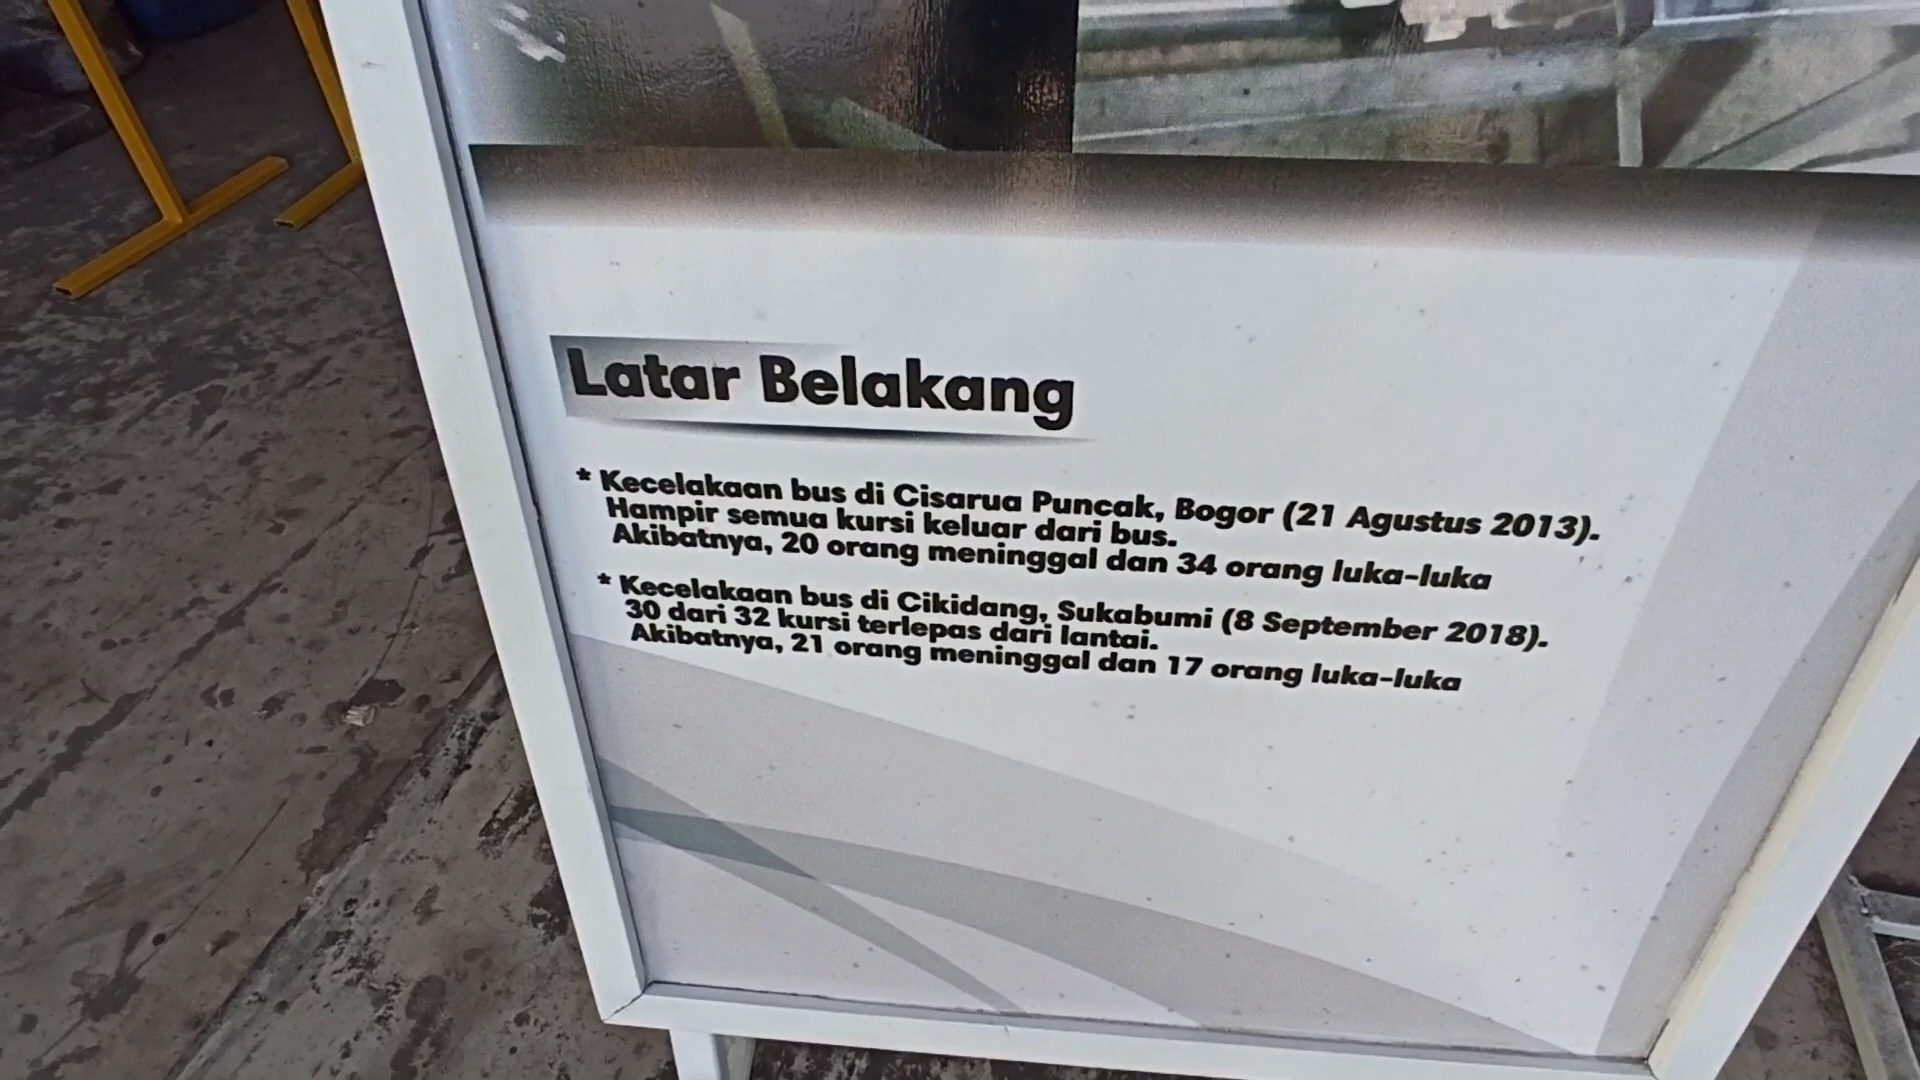 Latar Belakang
* Kecelakaan bus di Cisarua Puncak, Bogor (21 Agustus 2013).
Hampir semua kursi keluar dari bus.
Akibatnya, 20 orang meninggal dan 34 orang luka-luka
* Kecelakaan bus di Cikidang, Sukabumi (8 September 2018).
30 dari 32 kursi terlepas dari lantai.
Akibatnya, 21 orang meninggal dan 17 orang luka-luka